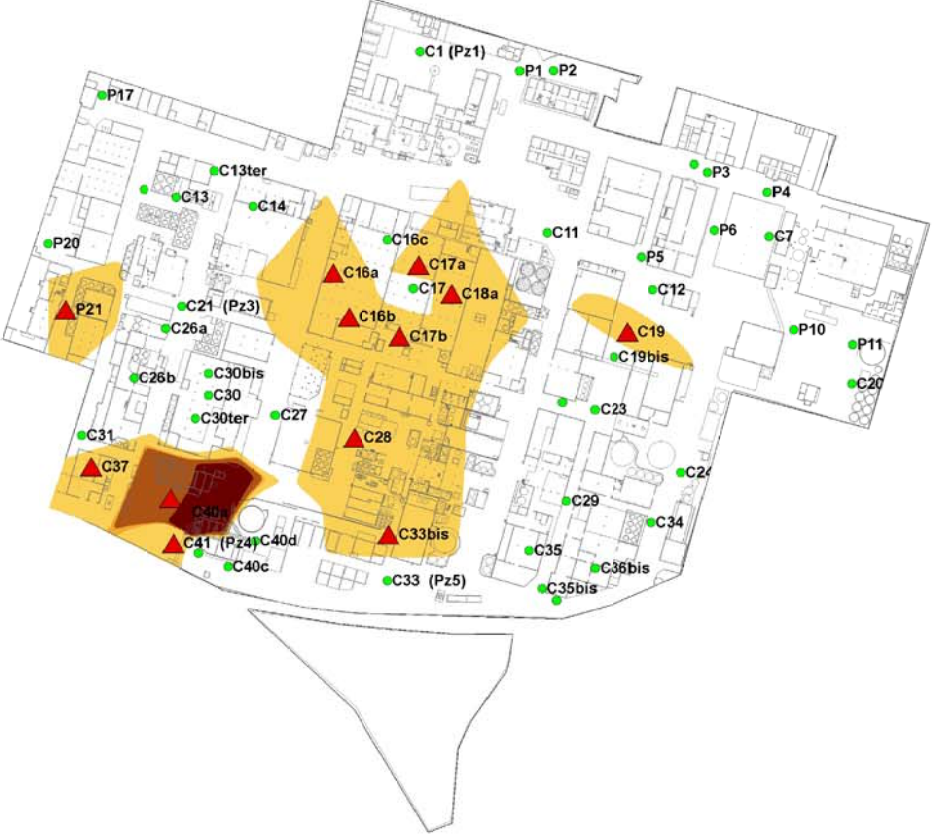 C1 (Pz1)
P1
P2
P17
C13ter
P3
C13
P4
C14
P6
C7
C11
C16c
P20
P5
C17a
C16a
C17
C12
C18a
P21
C21 (Pz3)
C16b
C26a
C19
P10
C17b
P11
C19bis
C30bis
C26b
C20
C30
C23
C30ter
C27
C31
C28
C37
C24
C29
C40a
C34
C33bis
C41 (Pz4)
C40d
C35
C40c
C36bis
C33 (Pz5)
C35bis